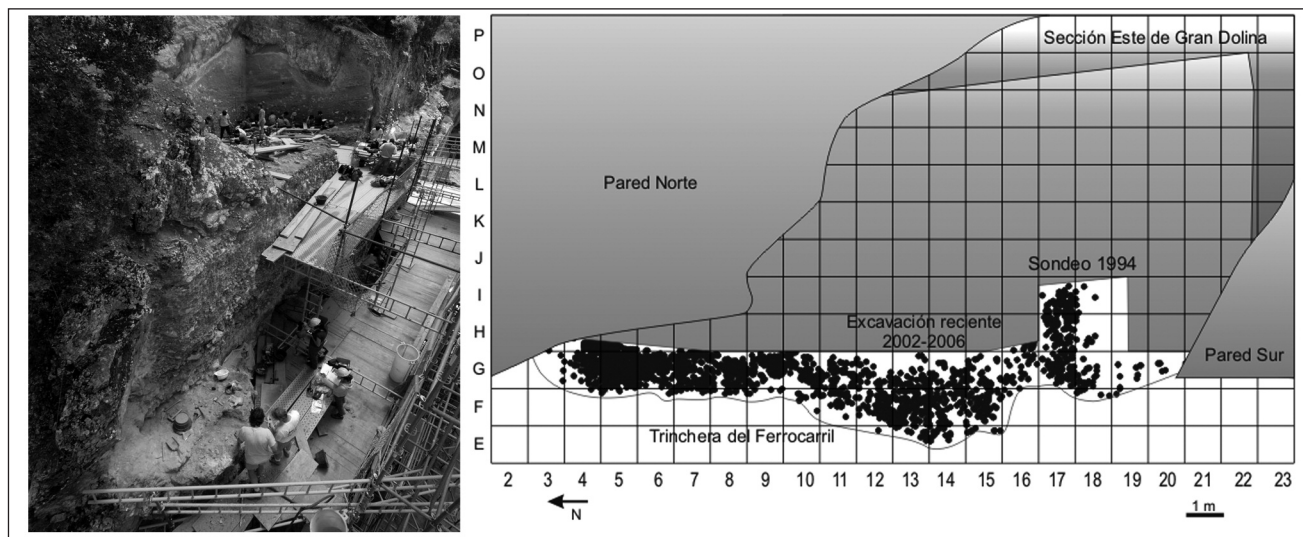 P
Sección Este de Gran Dolina
O
N
M
L
Pared Norte
K
J
Sondeo 1994
I
H
Excavación reciente
2002-2006
Pared Sur
G
F
Trinchera del Ferrocarril
E
2 3 4 5 6 7 8 9 10 11 12 13 14 15 16 17 18 19 20 21 22 23
N
1 m